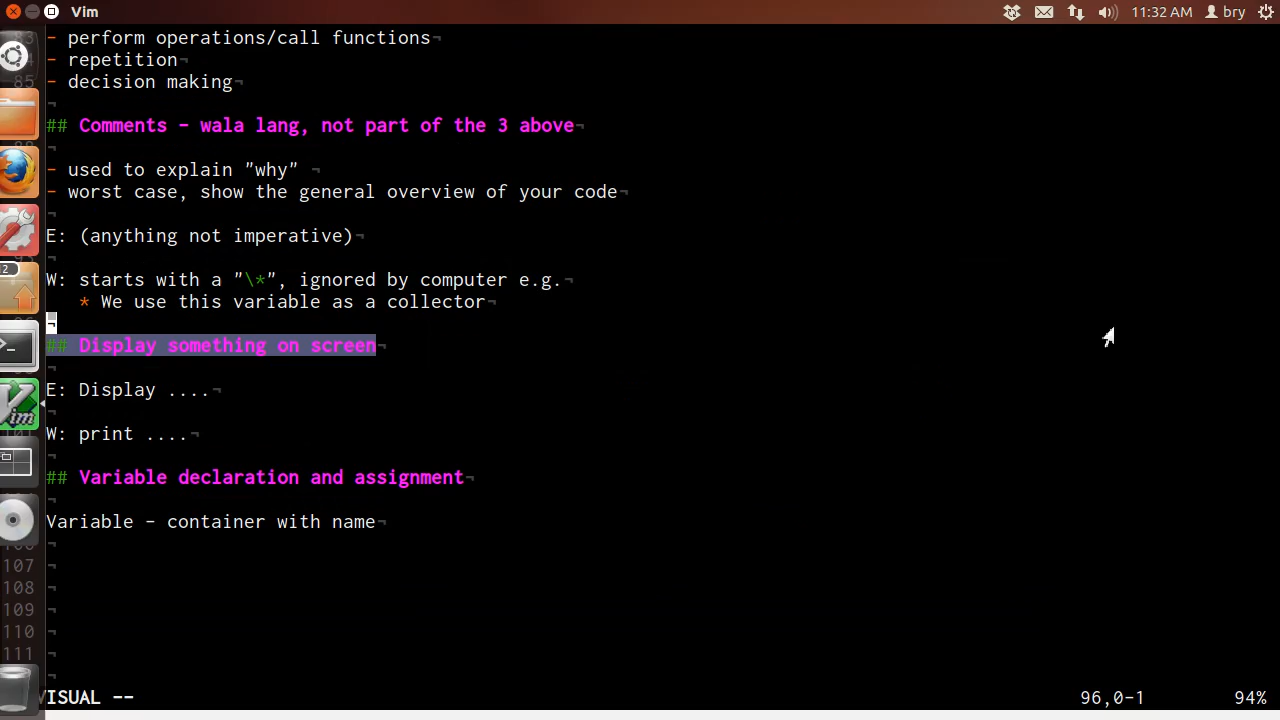 Vim
11:32 AM
bry
- perform operations/call functions¬
- repetition¬
85 - decision making¬
¬
## Comments - wala lang, not part of the 3 above¬
¬
- used to explain "why" ¬
- worst case, show the general overview of your code¬
¬
E: (anything not imperative)¬
¬
W: starts with a "\*", ignored by computer e.g.¬
* We use this variable as a collector¬
¬
## Display something on screen¬
¬
E: Display ....¬
¬
W: print ....¬
¬
## Variable declaration and assignment¬
¬
Variable - container with name¬
¬
107 ¬
108 ¬
109 ¬
110 ¬
111 ¬
¬
VISUAL -- 96,0-1 94%